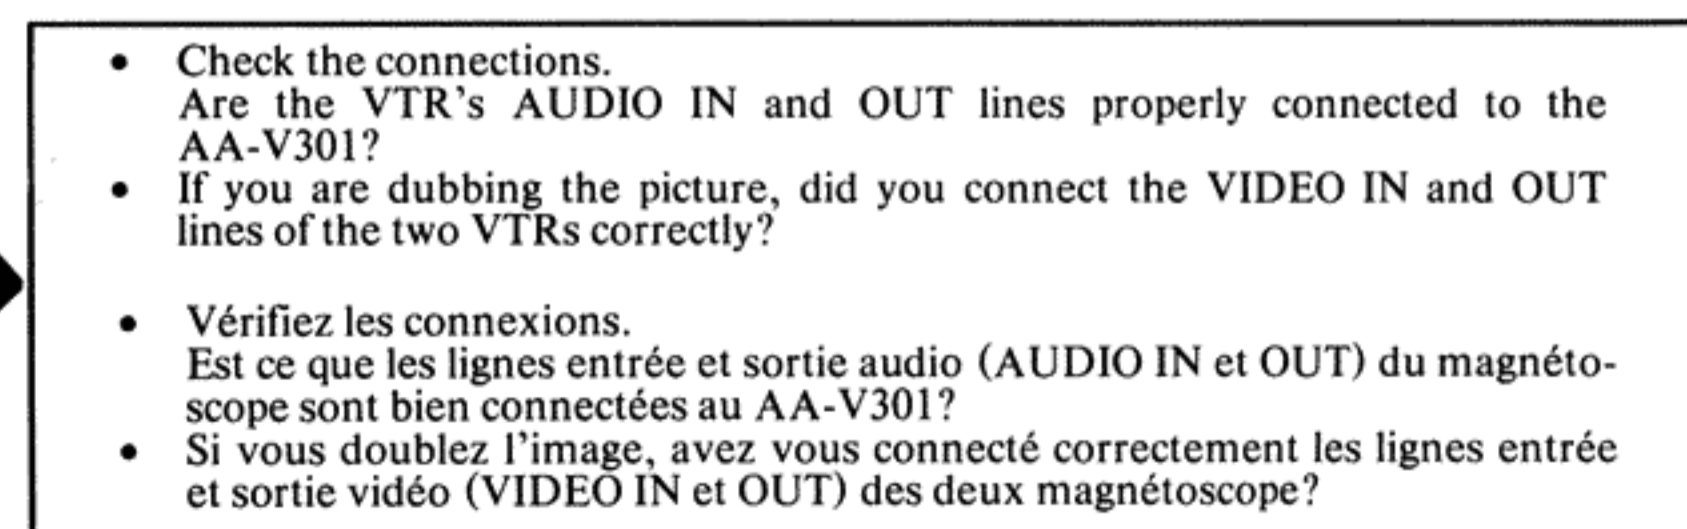 • Check the connections.
Are the VTR's AUDIO IN and OUT lines properly connected to the
AA-V301?
• If you are dubbing the picture, did you connect the VIDEO IN and OUT
lines of the two VTRs correctly?
• Vérifiez les connexions.
Est ce que les lignes entrée et sortie audio (AUDIO IN et OUT) du magnéto-
scope sont bien connectées au AA-V301?
• Si vous doublez l'image, avez vous connecté correctement les lignes entrée
et sortie vidéo (VIDEO IN et OUT) des deux magnétoscope?